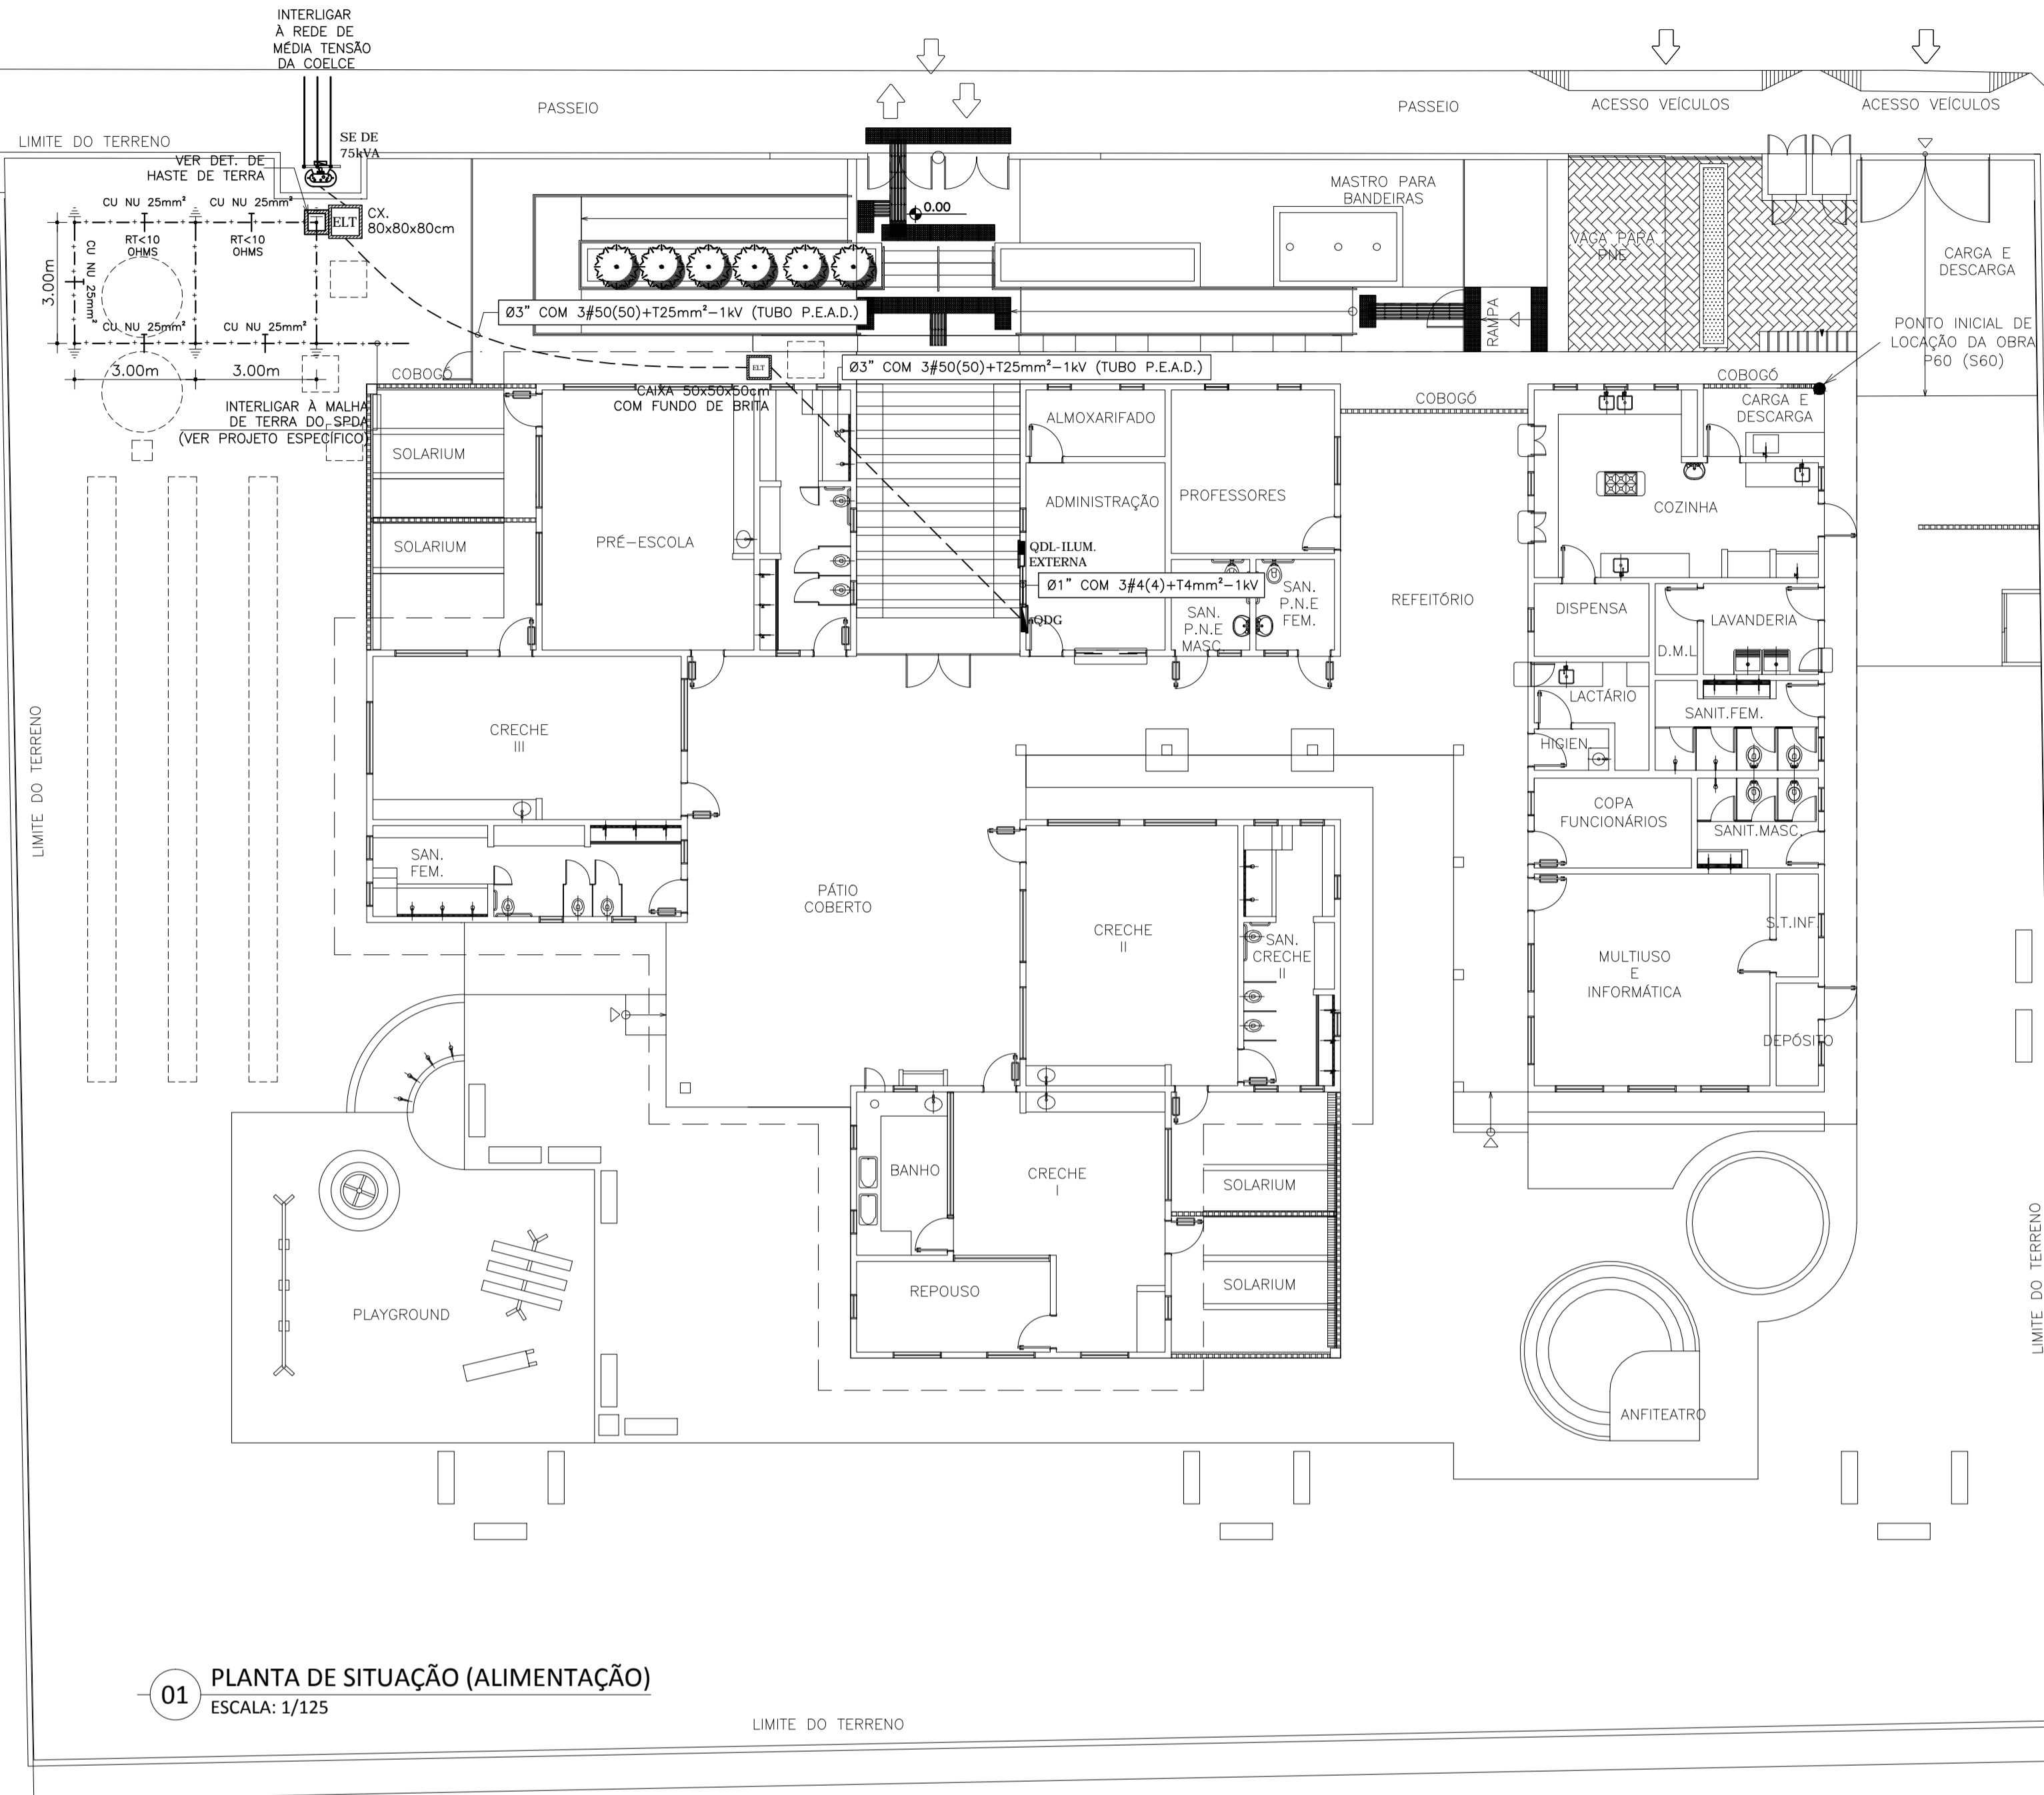 INTERLIGAR
À REDE DE
MÉDIA TENSÃO
DA COELCE
PASSEIO
PASSEIO
ACESSO VEÍCULOS
ACESSO VEÍCULOS
LIMITE DO TERRENO
SE DE
75kVA
VER DET. DE
HASTE DE TERRA
CU NU 25mm²
CU NU 25mm²
ELT
CX.
80x80x80cm
RT<10
OHMS
RT<10
OHMS
3.00m
CU NU 25mm²
CU NU 25mm²
CU NU 25mm²
3.00m
3.00m
0.00
MASTRO PARA
BANDEIRAS
VAGA PARA
PNE
CARGA E
DESCARGA
RAMPA
Ø3" COM 3#50(50)+T25mm²-1kV (TUBO P.E.A.D.)
PONTO INICIAL DE
LOCAÇÃO DA OBRA
P60 (S60)
ELT
Ø3" COM 3#50(50)+T25mm²-1kV (TUBO P.E.A.D.)
COBOGÓ
COBOGÓ
COBOGÓ
CAIXA 50x50x50cm
COM FUNDO DE BRITA
INTERLIGAR À MALHA
DE TERRA DO SPDA
(VER PROJETO ESPECÍFICO)
CARGA E
DESCARGA
ALMOXARIFADO
SOLARIUM
ADMINISTRAÇÃO
PROFESSORES
COZINHA
SOLARIUM
PRÉ-ESCOLA
QDL-ILUM.
EXTERNA
Ø1" COM 3#4(4)+T4mm²-1kV
QDG
SAN.
P.N.E
MASC.
SAN.
P.N.E
FEM.
REFEITÓRIO
DISPENSA
LAVANDERIA
D.M.L
LACTÁRIO
SANIT.FEM.
HIGIEN.
CRECHE
III
LIMITE DO TERRENO
COPA
FUNCIONÁRIOS
SANIT.MASC.
SAN.
FEM.
PÁTIO
COBERTO
CRECHE
II
SAN.
CRECHE
II
S.T.INF.
MULTIUSO
E
INFORMÁTICA
DEPÓSITO
BANHO
CRECHE
I
SOLARIUM
SOLARIUM
REPOUSO
PLAYGROUND
ANFITEATRO
LIMITE DO TERRENO
01
PLANTA DE SITUAÇÃO (ALIMENTAÇÃO)
ESCALA: 1/125
LIMITE DO TERRENO